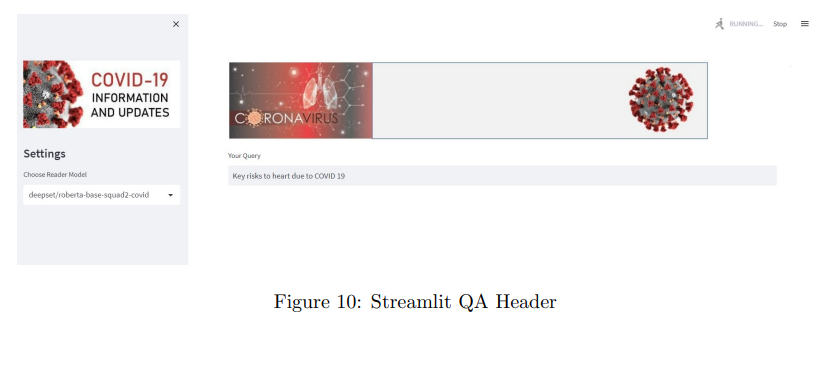 ×
COVID-19
INFORMATION
AND UPDATES
Settings
Choose Reader Model
deepset/roberta-base-squad2-covid
RUNNING...
Stop
CORONAVIRUS
Your Query
Key risks to heart due to COVID 19
Figure 10: Streamlit QA Header